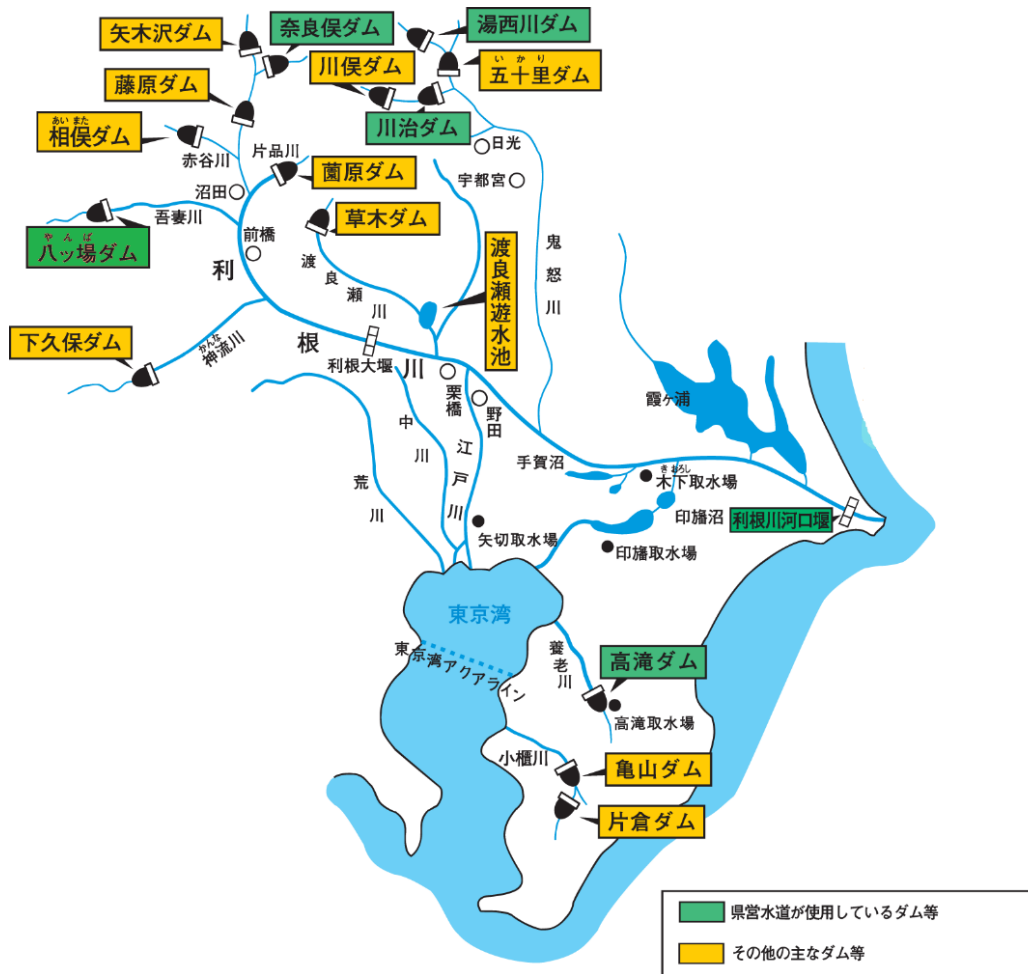 矢木沢ダム
奈良俣ダム
湯西川ダム
川俣ダム
いかり
五十里ダム
藤原ダム
川治ダム
あいまた
相俣ダム
赤谷川
片品川
薗原ダム
日光
宇都宮
沼田
吾妻川
草木ダム
やんば
八ッ場ダム
前橋
渡良瀬川
渡良瀬遊水池
鬼怒川
利根川
下久保ダム
かんな
神流川
利根大堰
栗橋
野田
中川
江戸川
荒川
手賀沼
霞ヶ浦
きおろし
木下取水場
印旛沼
利根川河口堰
矢切取水場
印旛取水場
東京湾
東京湾アクアライン
養老川
高滝ダム
高滝取水場
小櫃川
亀山ダム
片倉ダム
県営水道が使用しているダム等
その他の主なダム等